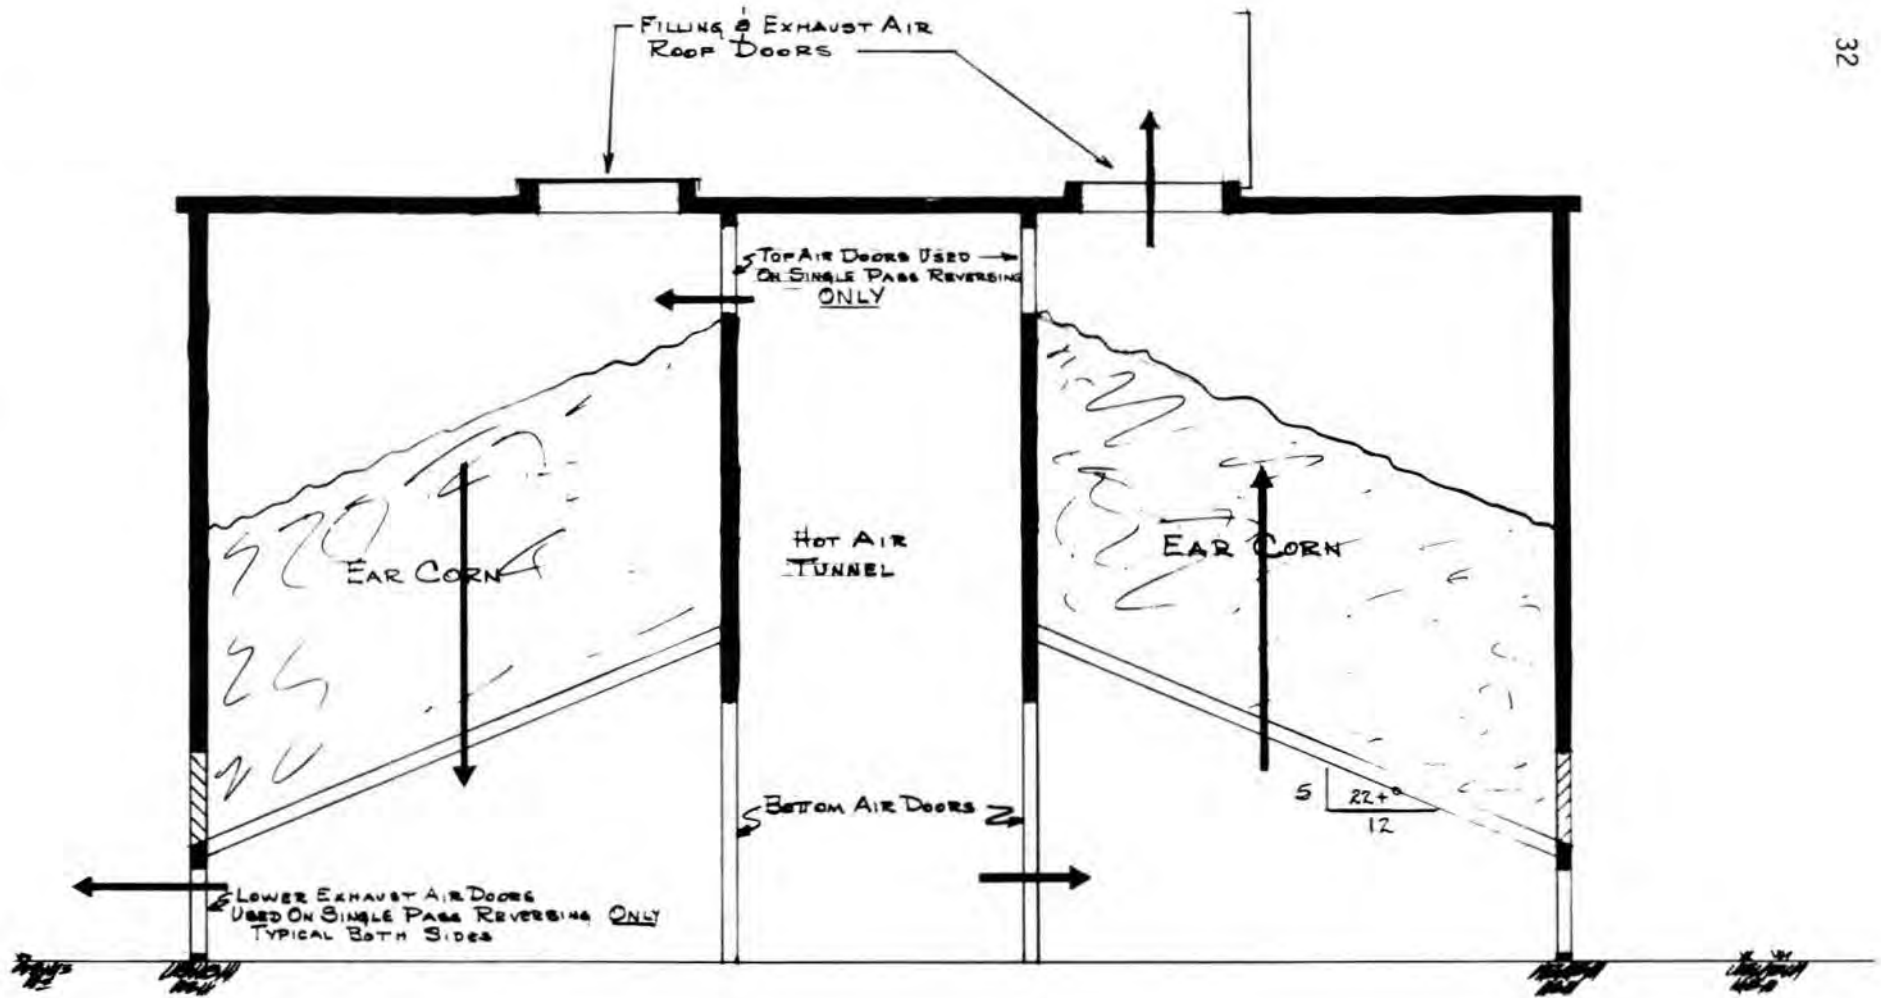 32
FILLING & EXHAUST AIR
ROOF DOORS
TOP AIR DOORS USED
ON SINGLE PASS REVERSING
ONLY
HOT AIR
TUNNEL
EAR CORN
EAR CORN
BOTTOM AIR DOORS
5
22+°
12
LOWER EXHAUST AIR DOORS
USED ON SINGLE PASS REVERSING ONLY
TYPICAL BOTH SIDES